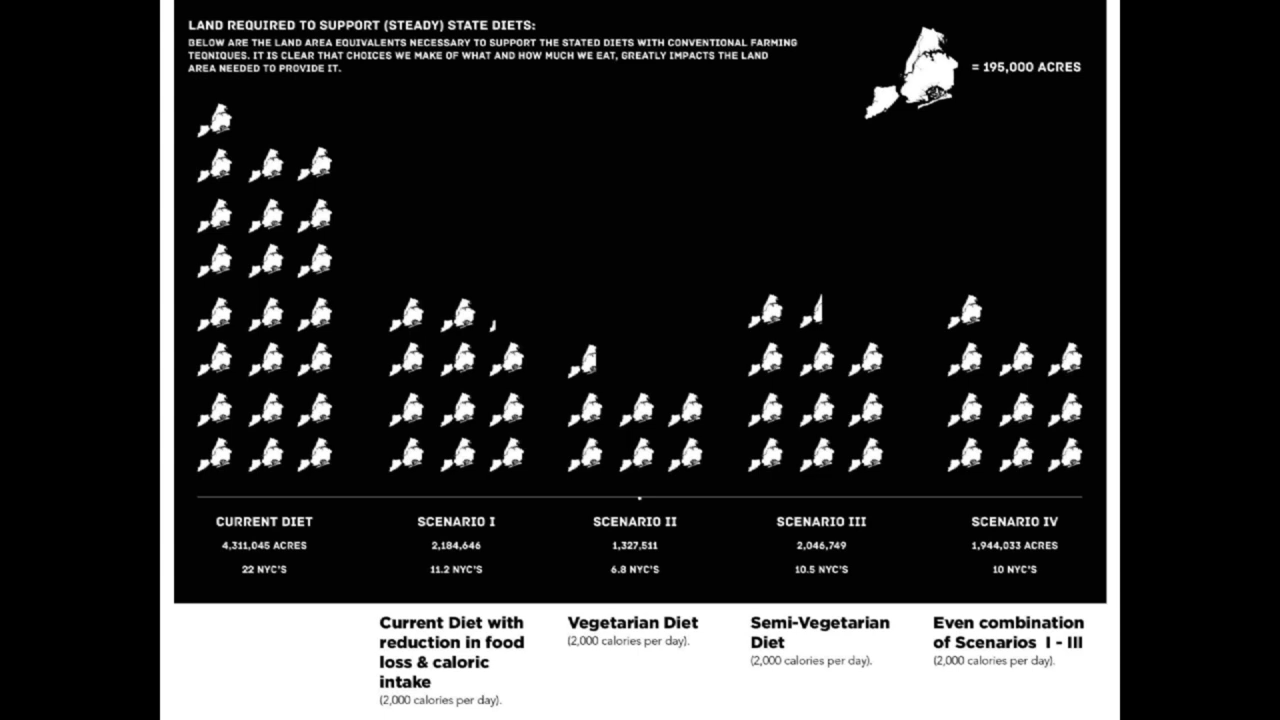 LAND REQUIRED TO SUPPORT (STEADY) STATE DIETS:
BELOW ARE THE LAND AREA EQUIVALENTS NECESSARY TO SUPPORT THE STATED DIETS WITH CONVENTIONAL FARMING
TEQNIQUES. IT IS CLEAR THAT CHOICES WE MAKE OF WHAT AND HOW MUCH WE EAT, GREATLY IMPACTS THE LAND
AREA NEEDED TO PROVIDE IT.
= 195,000 ACRES
CURRENT DIET
4,311,045 ACRES
22 NYC'S
SCENARIO I
2,184,646
11.2 NYC'S
Current Diet with
reduction in food
loss & caloric
intake
(2,000 calories per day).
SCENARIO II
1,327,511
6.8 NYC'S
Vegetarian Diet
(2,000 calories per day).
SCENARIO III
2,046,749
10.5 NYC'S
Semi-Vegetarian
Diet
(2,000 calories per day).
SCENARIO IV
1,944,033 ACRES
10 NYC'S
Even combination
of Scenarios I - III
(2,000 calories per day).